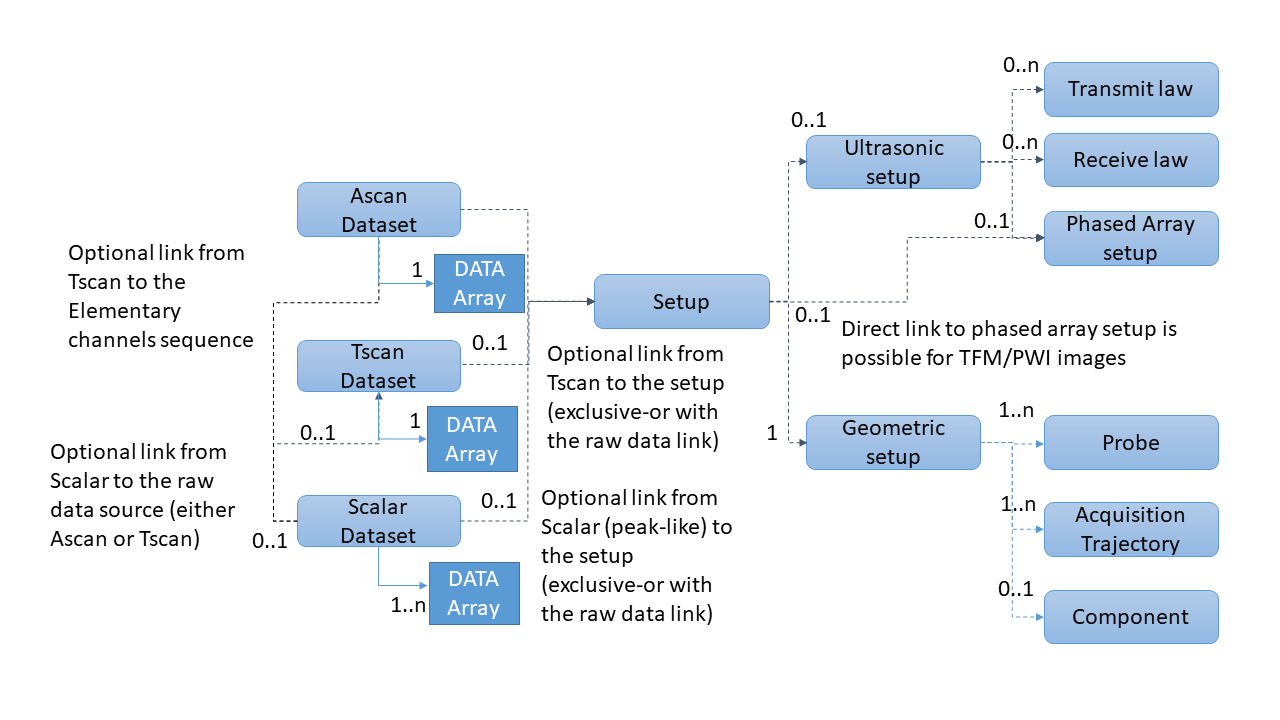 0..n
Transmit law
0..1
Ultrasonic
setup
0..n
Receive law
Ascan
Dataset
0..1
Phased Array
setup
Optional link from
Tscan to the
Elementary
channels sequence
1
DATA
Array
Setup
0..1
Direct link to phased array setup is
possible for TFM/PWI images
Tscan
Dataset
0..1
Optional link from
Tscan to the setup
(exclusive-or with
the raw data link)
0..1
1
DATA
Array
1
Geometric
setup
1..n
Probe
Optional link from
Scalar to the raw
data source (either
Ascan or Tscan)
0..1
Scalar
Dataset
0..1
Optional link from
Scalar (peak-like) to
the setup
(exclusive-or with
the raw data link)
1..n
Acquisition
Trajectory
1..n
DATA
Array
0..1
Component